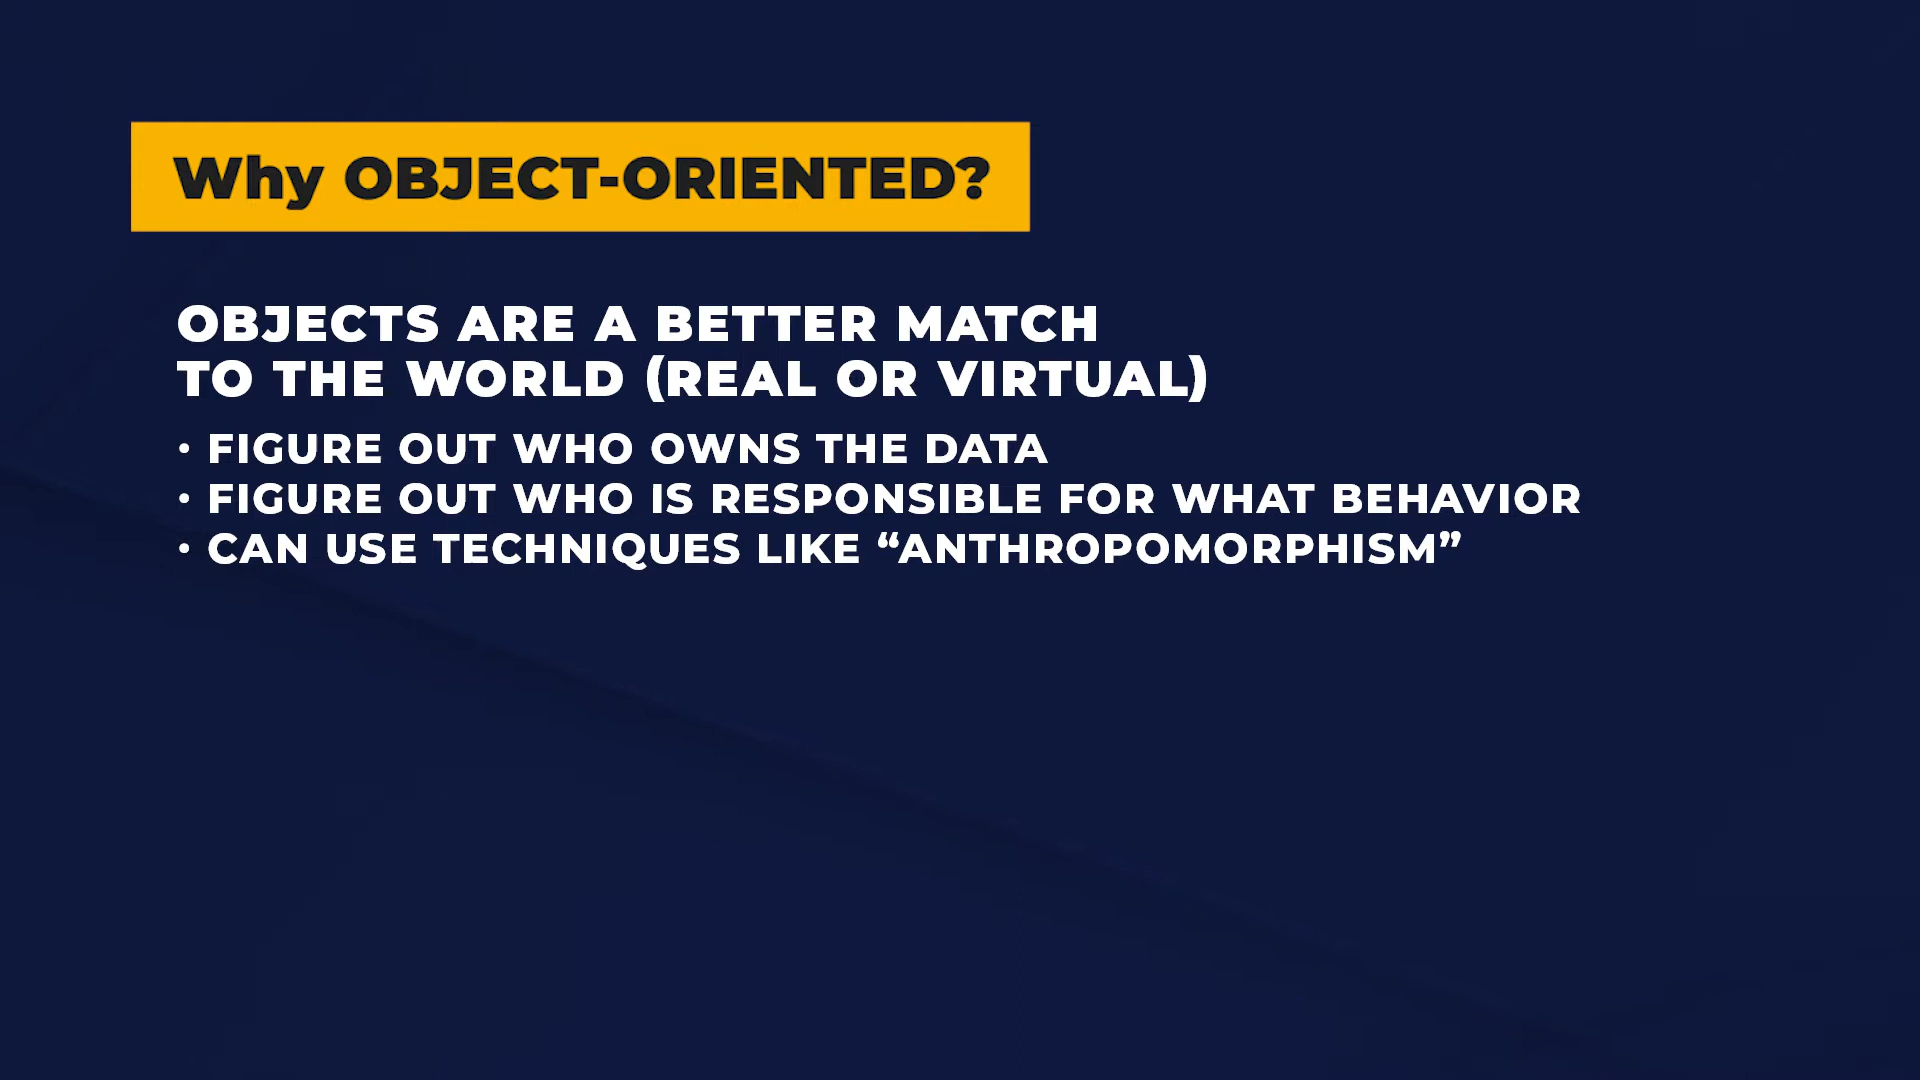 Why OBJECT-ORIENTED?
OBJECTS ARE A BETTER MATCH
TO THE WORLD (REAL OR VIRTUAL)
• FIGURE OUT WHO OWNS THE DATA
• FIGURE OUT WHO IS RESPONSIBLE FOR WHAT BEHAVIOR
• CAN USE TECHNIQUES LIKE “ANTHROPOMORPHISM”